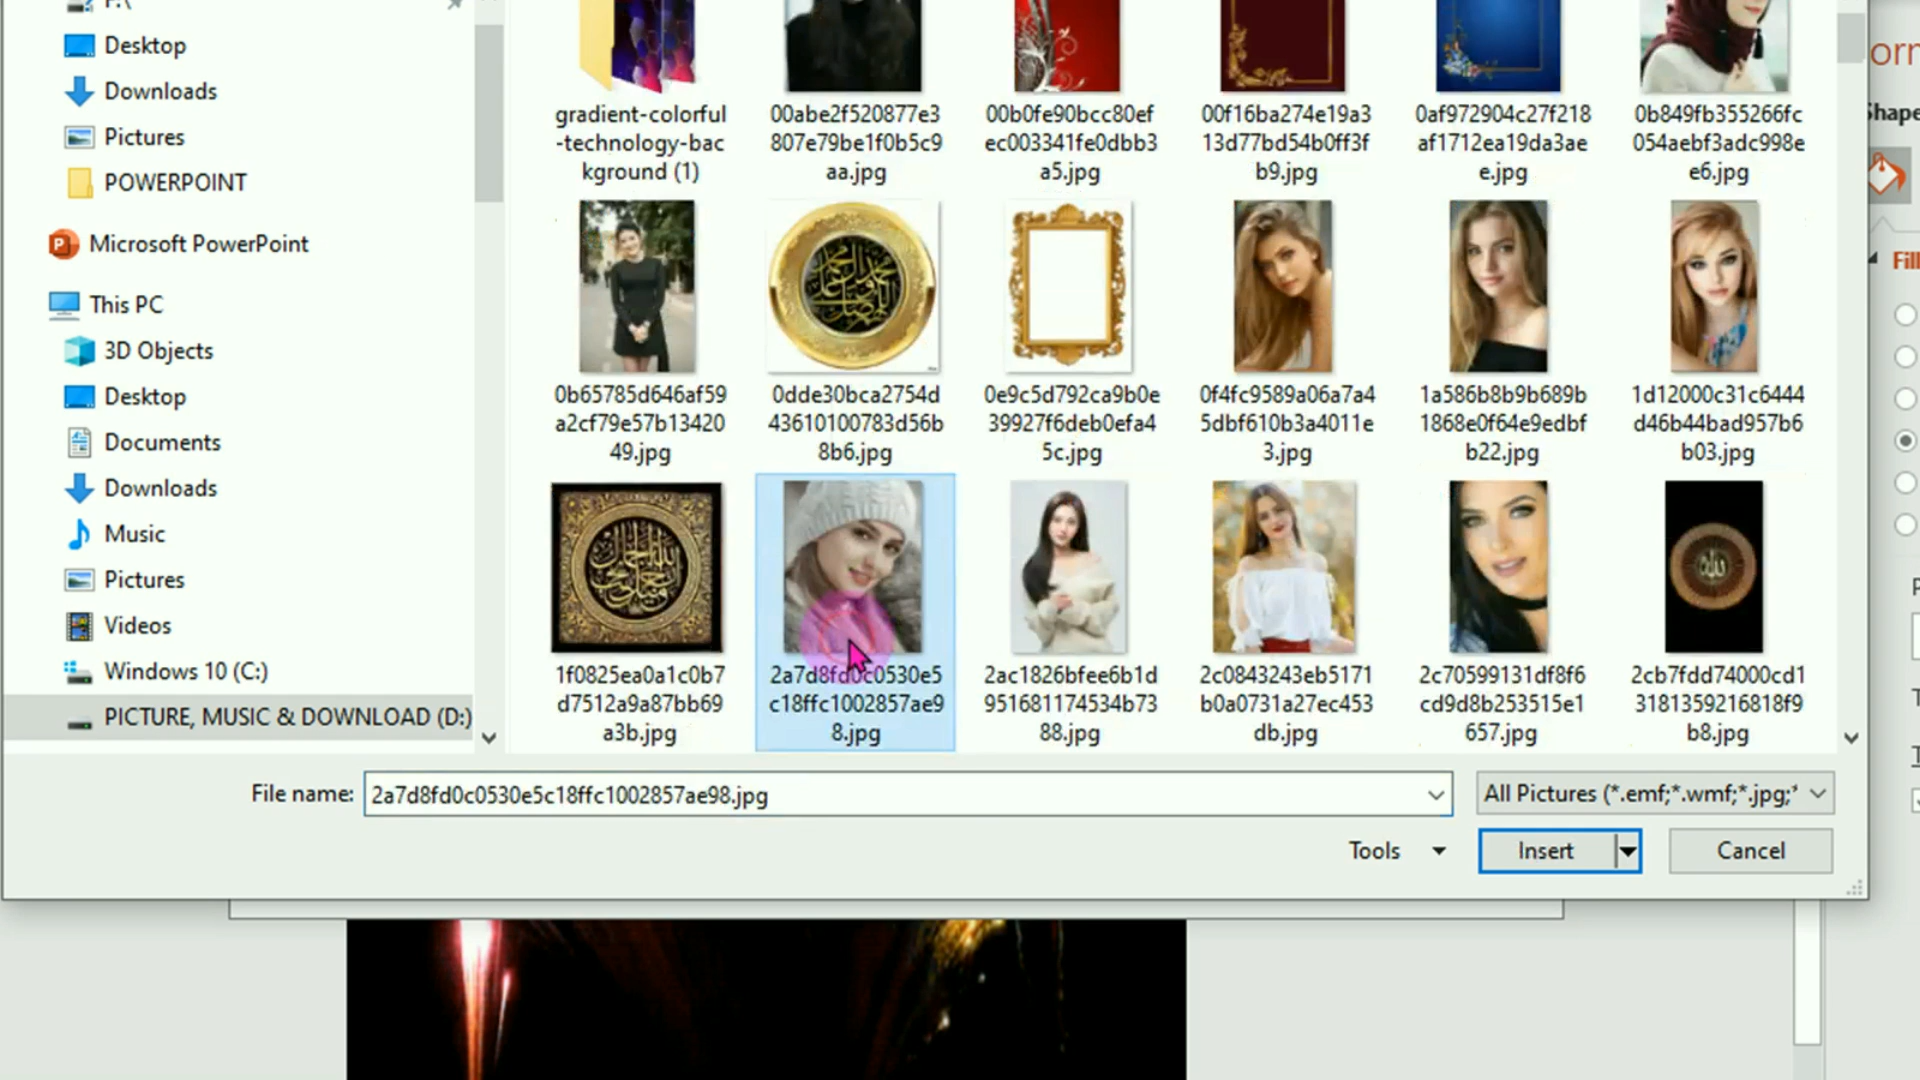 Desktop
Downloads
Pictures
POWERPOINT
Microsoft PowerPoint
This PC
3D Objects
Desktop
Documents
Downloads
Music
Pictures
Videos
Windows 10 (C:)
PICTURE, MUSIC & DOWNLOAD (D:)
gradient-colorful
-technology-bac
kground (1)
00abe2f520877e3
807e79be1f0b5c9
aa.jpg
00b0fe90bcc80ef
ec003341fe0dbb3
a5.jpg
00f16ba274e19a3
13d77bd54b0ff3f
b9.jpg
0af972904c27f218
af1712ea19da3ae
e.jpg
0b849fb355266fc
054aebf3adc998e
e6.jpg
0b65785d646af59
a2cf79e57b13420
49.jpg
0dde30bca2754d
43610100783d56b
8b6.jpg
0e9c5d792ca9b0e
39927f6deb0efa4
5c.jpg
0f4fc9589a06a7a4
5dbf610b3a4011e
3.jpg
1a586b8b9b689b
1868e0f64e9edbf
b22.jpg
1d12000c31c6444
d46b44bad957b6
b03.jpg
1f0825ea0a1c0b7
d7512a9a87bb69
a3b.jpg
2a7d8fd0c0530e5
c18ffc1002857ae9
8.jpg
2ac1826bfee6b1d
951681174534b73
88.jpg
2c0843243eb5171
b0a0731a27ec453
db.jpg
2c70599131df8f6
cd9d8b253515e1
657.jpg
2cb7fdd74000cd1
3181359216818f9
b8.jpg
File name:
2a7d8fd0c0530e5c18ffc1002857ae98.jpg
All Pictures (*.emf;*.wmf;*.jpg;*
Tools
Insert
Cancel
Shape
Fill